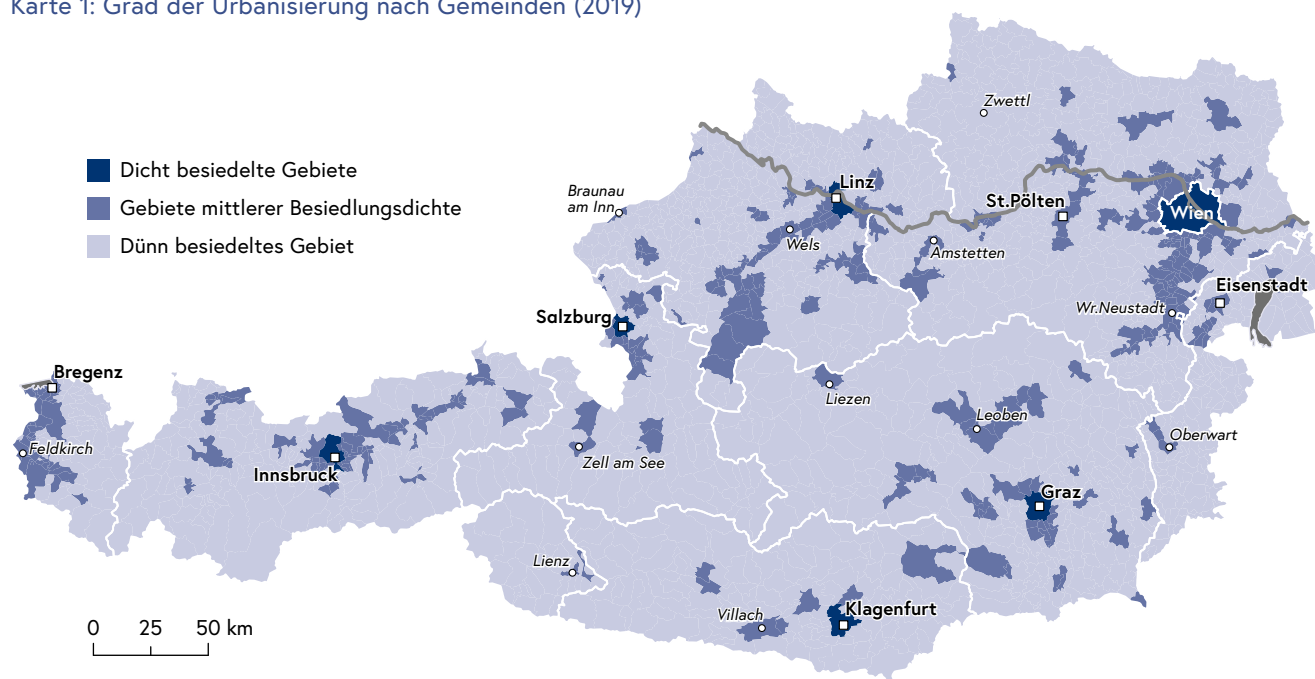 Karte 1: Grad der Urbanisierung nach Gemeinden (2019)
Dicht besiedelte Gebiete
Gebiete mittlerer Besiedlungsdichte
Dünn besiedeltes Gebiet
Zwettl
Linz
Braunau
am Inn
St.Pölten
Wien
Wels
Amstetten
Eisenstadt
Wr.Neustadt
Salzburg
Bregenz
Liezen
Leoben
Oberwart
Feldkirch
Zell am See
Innsbruck
Graz
Lienz
Villach
Klagenfurt
0 25 50 km